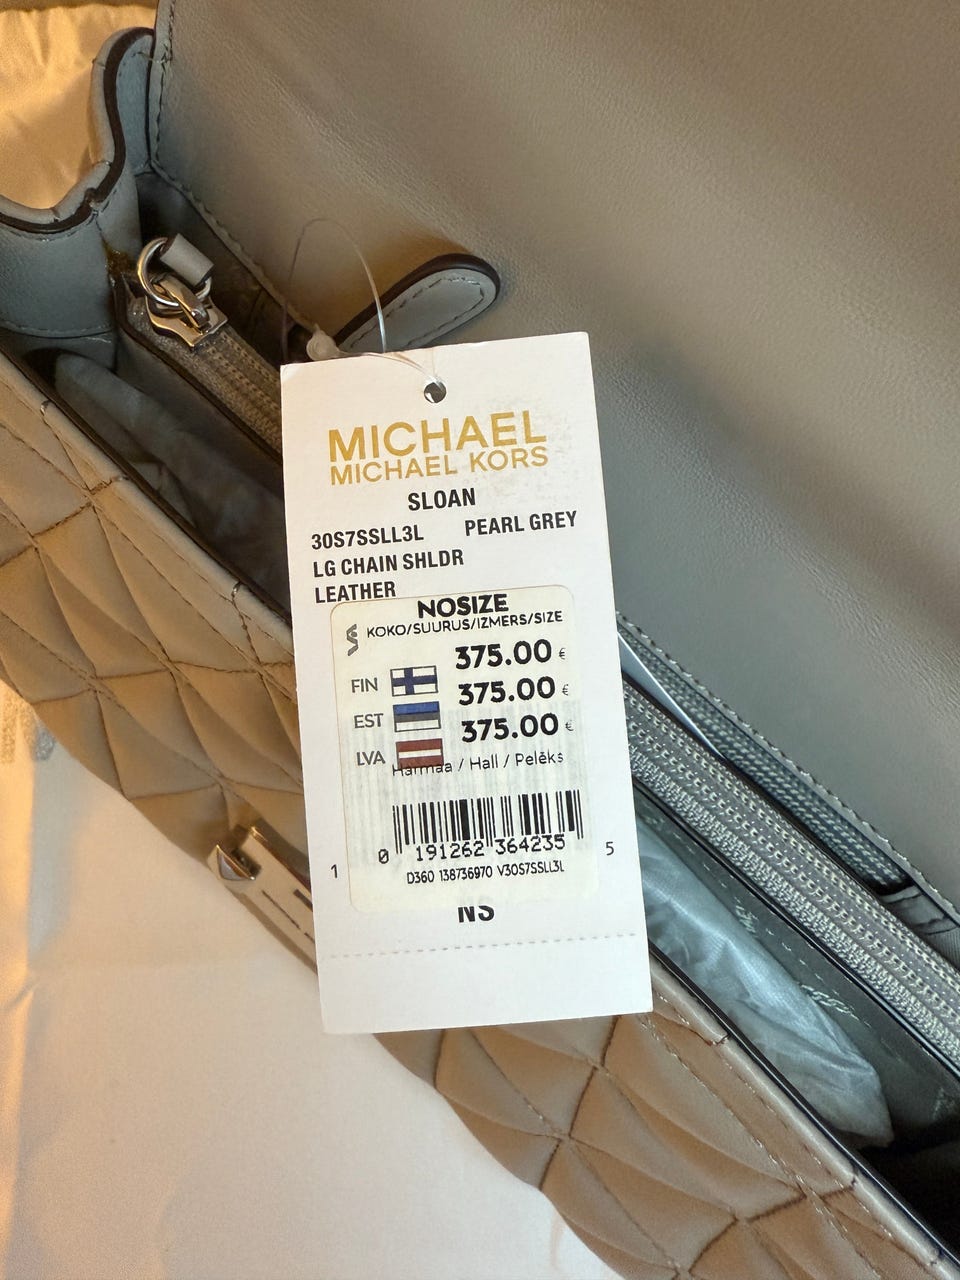 MICHAEL
MICHAEL KORS
SLOAN
30S7SSLL3L PEARL GREY
LG CHAIN SHLDR
LEATHER
NOSIZE
KOKO/SUURUS/IZMERS/SIZE
375.00 €
FIN 375.00 €
EST 375.00 €
LVA
Harmaa / Hall / Pelēks
1 0 191262 364235 5
D360 138736970 V30S7SSLL3L
NS